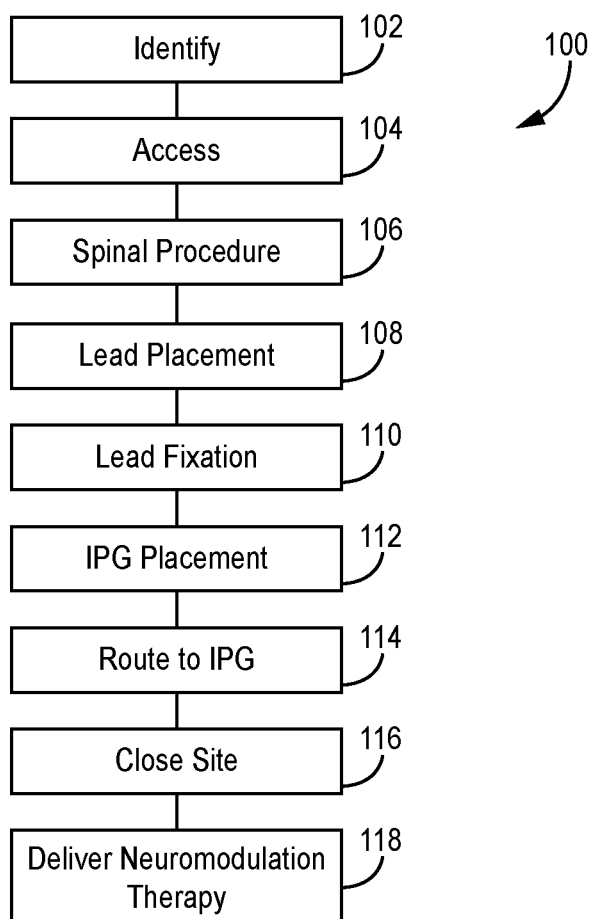 Identify
102
100
Access
104
Spinal Procedure
106
Lead Placement
108
Lead Fixation
110
IPG Placement
112
Route to IPG
114
Close Site
116
Deliver Neuromodulation
Therapy
118